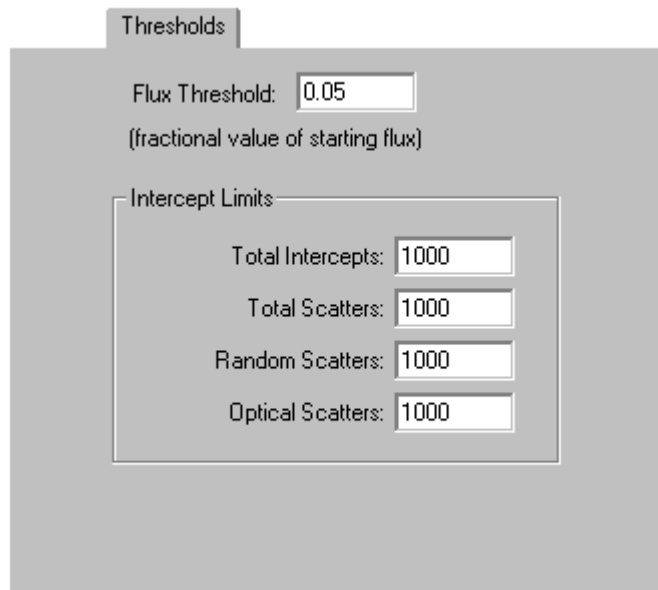 Thresholds
Flux Threshold: 0.05
(fractional value of starting flux)
Intercept Limits
Total Intercepts: 1000
Total Scatters: 1000
Random Scatters: 1000
Optical Scatters: 1000